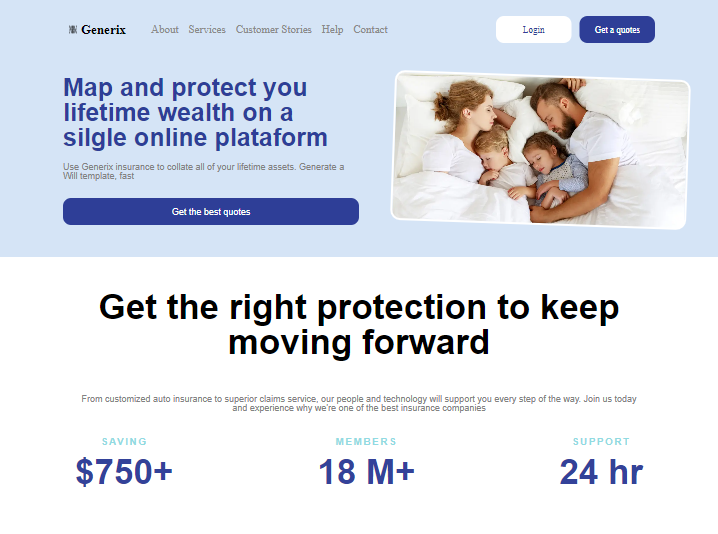 Generix
About Services Customer Stories Help Contact
Login
Get a quotes
Map and protect you
lifetime wealth on a
silgle online plataform
Use Generix insurance to collate all of your lifetime assets. Generate a
Will template, fast
Get the best quotes
Get the right protection to keep
moving forward
From customized auto insurance to superior claims service, our people and technology will support you every step of the way. Join us today
and experience why we're one of the best insurance companies
SAVING
$750+
MEMBERS
18 M+
SUPPORT
24 hr